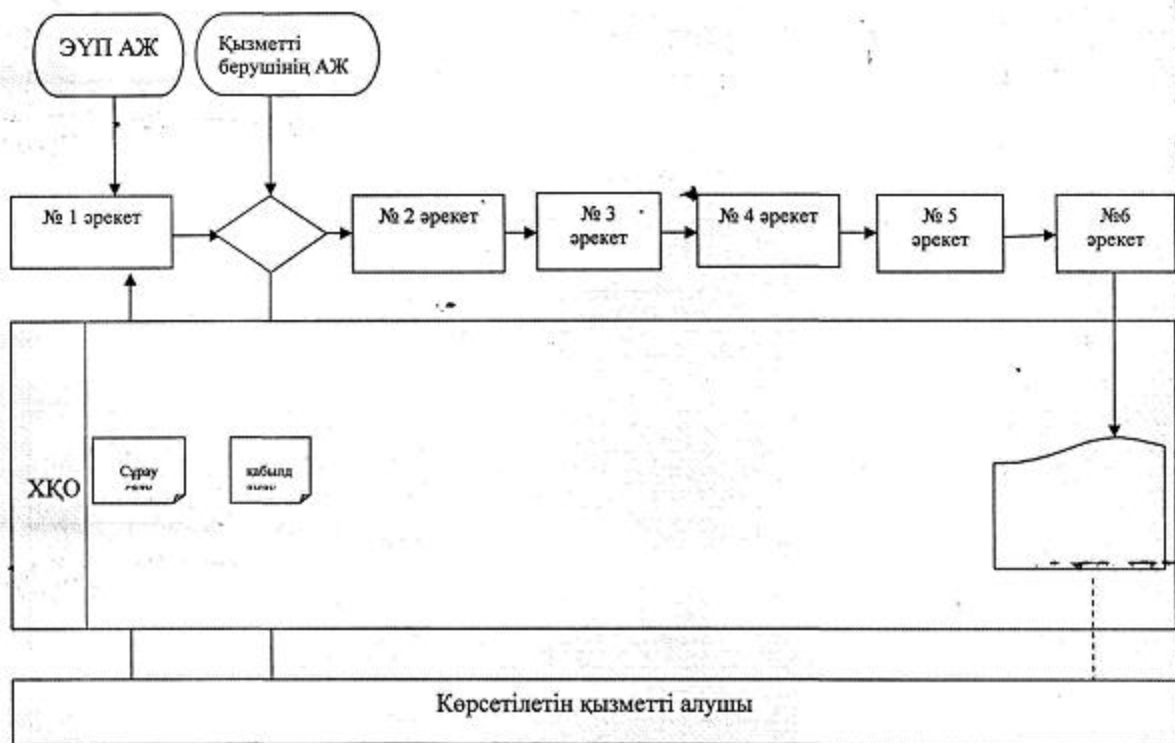 ЭҮП АЖ
Қызметті
берушінің АЖ
№ 1 әрекет
№ 2 әрекет
№ 3
әрекет
№ 4 әрекет
№ 5
әрекет
№6
әрекет
ХҚО
Сұрау
қабылд
Көрсетілетін қызметті алушы